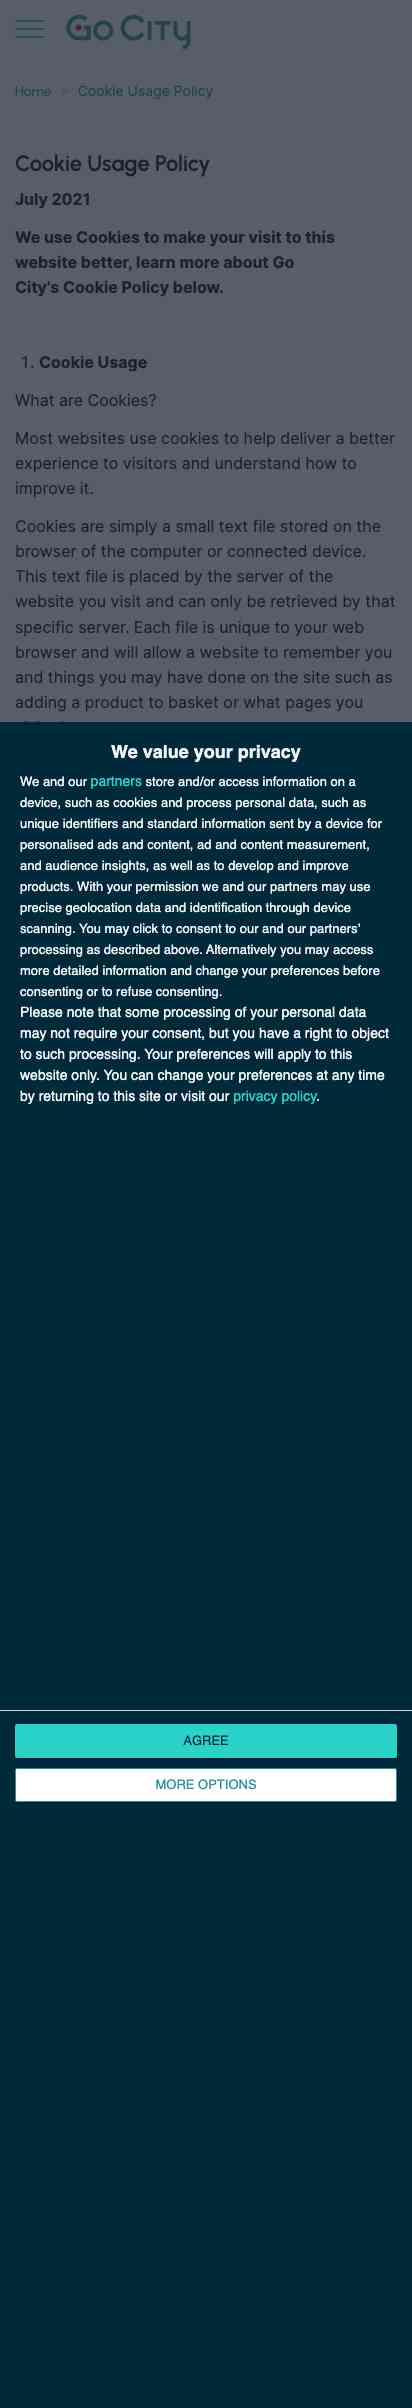 Go City
Home > Cookie Usage Policy
Cookie Usage Policy
July 2021
We use Cookies to make your visit to this
website better, learn more about Go
City's Cookie Policy below.
1. Cookie Usage
What are Cookies?
Most websites use cookies to help deliver a better
experience to visitors and understand how to
improve it.
Cookies are simply a small text file stored on the
browser of the computer or connected device.
This text file is placed by the server of the
website you visit and can only be retrieved by that
specific server. Each file is unique to your web
browser and will allow a website to remember you
and things you may have done on the site such as
adding a product to basket or what pages you
We value your privacy
We and our partners store and/or access information on a
device, such as cookies and process personal data, such as
unique identifiers and standard information sent by a device for
personalised ads and content, ad and content measurement,
and audience insights, as well as to develop and improve
products. With your permission we and our partners may use
precise geolocation data and identification through device
scanning. You may click to consent to our and our partners’
processing as described above. Alternatively you may access
more detailed information and change your preferences before
consenting or to refuse consenting.
Please note that some processing of your personal data
may not require your consent, but you have a right to object
to such processing. Your preferences will apply to this
website only. You can change your preferences at any time
by returning to this site or visit our privacy policy.
AGREE
MORE OPTIONS